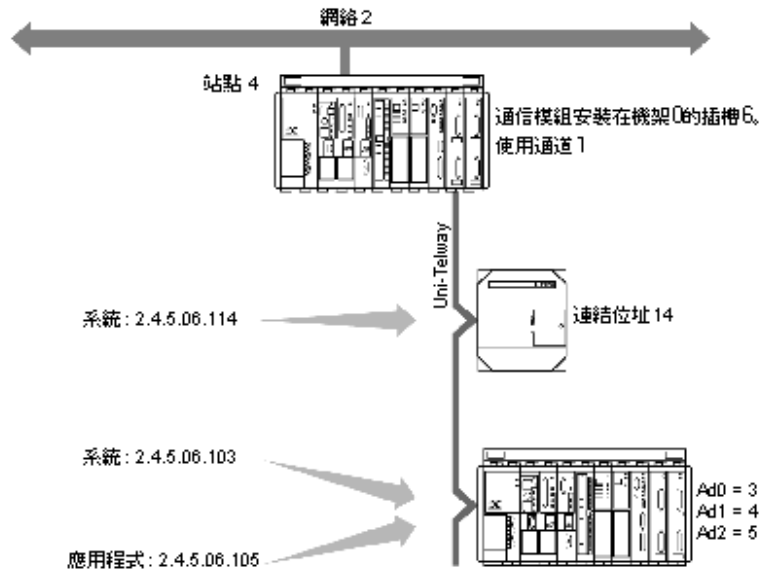 網絡 2
站點 4
通信模組安裝在機架0的插槽6。
使用通道 1
Uni-Telway
系統 : 2.4.5.06.114
連結位址 14
系統 : 2.4.5.06.103
Ad0 = 3
Ad1 = 4
Ad2 = 5
應用程式 : 2.4.5.06.105